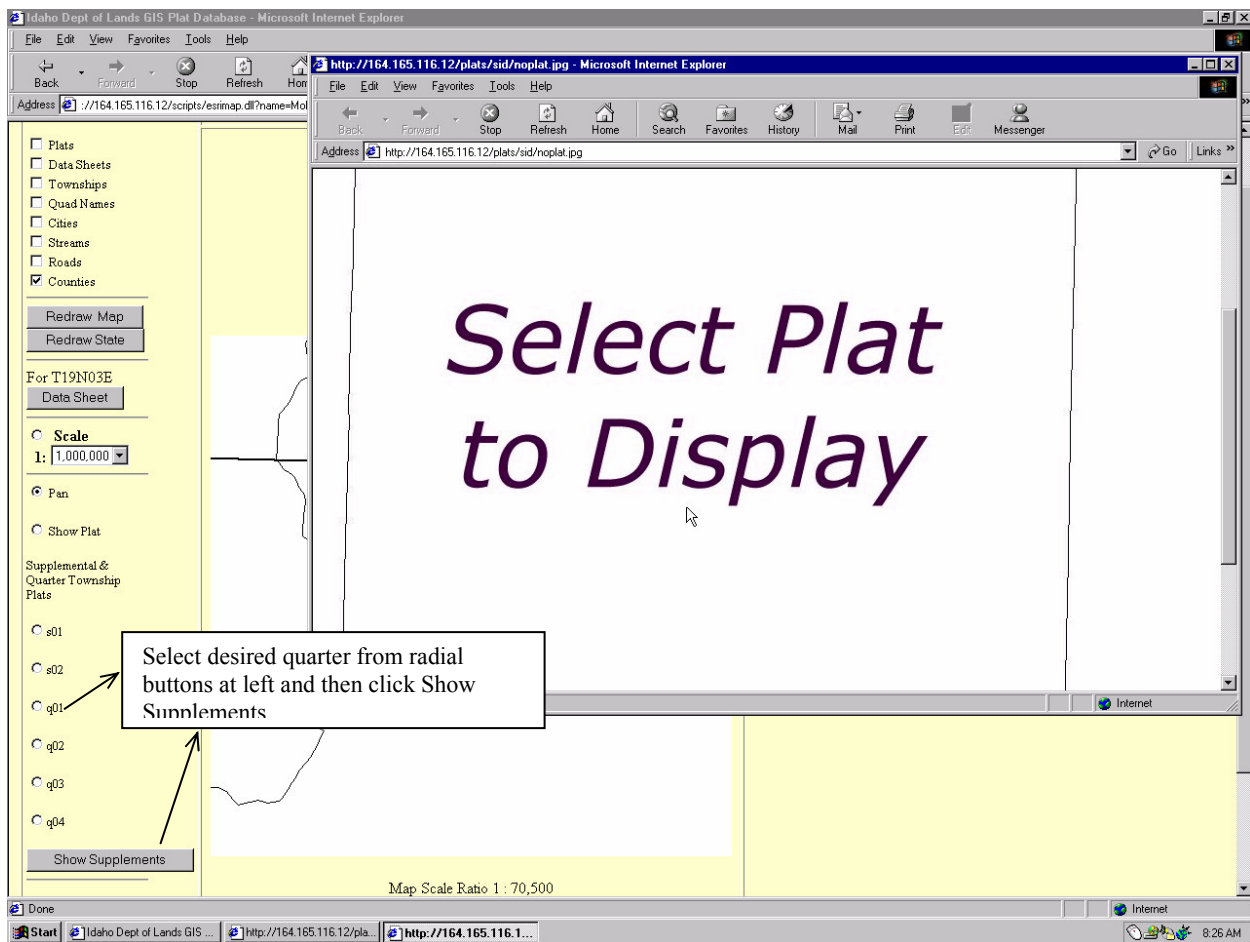 Idaho Dept of Lands GIS Plat Database - Microsoft Internet Explorer
File Edit View Favorites Tools Help
Back Forward Stop Refresh
Address ://164.165.116.12/scripts/esrimap.dll?name=Mol
Plats
Data Sheets
Townships
Quad Names
Cities
Streams
Roads
Counties
Redraw Map
Redraw State
For T19N03E
Data Sheet
Scale
1: 1,000,000
Pan
Show Plat
Supplemental &
Quarter Township
Plats
s01
s02
q01
q02
q03
q04
Show Supplements
http://164.165.116.12/plats/sid/noplat.jpg - Microsoft Internet Explorer
File Edit View Favorites Tools Help
Back Forward Stop Refresh Home Search Favorites History Mail Print Edit Messenger
Address http://164.165.116.12/plats/sid/noplat.jpg Go Links »
Select Plat
to Display
Internet
Select desired quarter from radial
buttons at left and then click Show
Supplements
Map Scale Ratio 1 : 70,500
Done Internet
Start Idaho Dept of Lands GIS ... http://164.165.116.12/pla... http://164.165.116.1... 8:26 AM